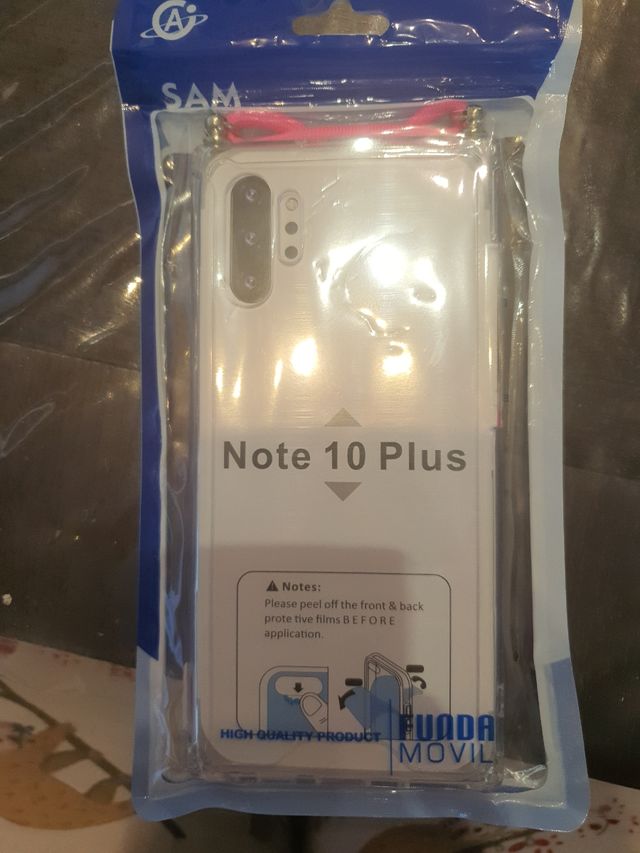 SAM
Note 10 Plus
Notes:
Please peel off the front & back
prote tive films BEFORE
application.
HIGH QUALITY PRODUCT
FUNDA
MOVIL